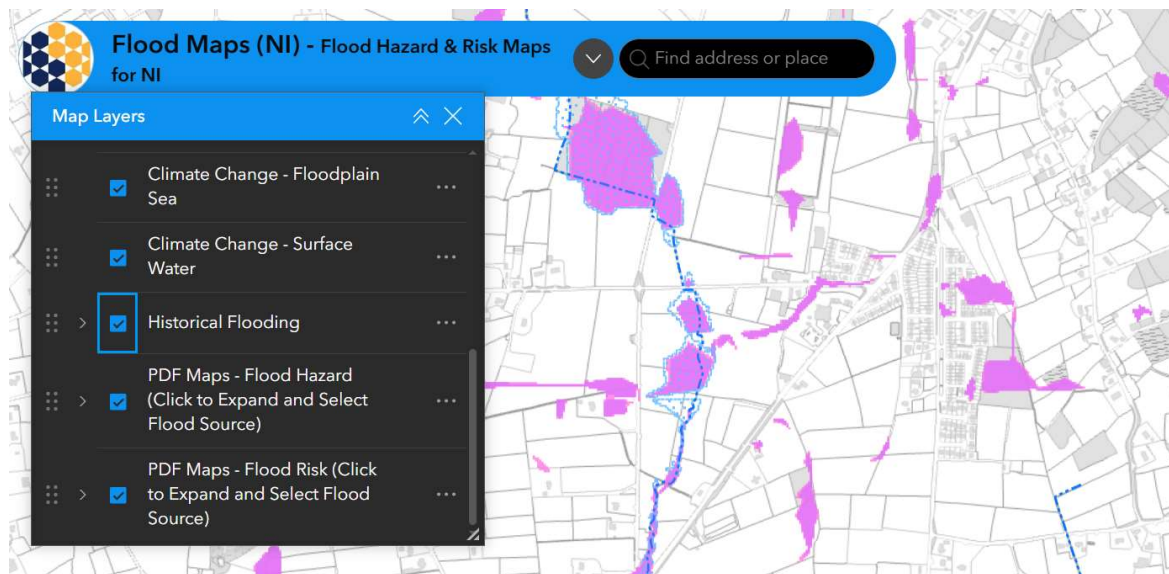 Flood Maps (NI) - Flood Hazard & Risk Maps
for NI
Find address or place
Map Layers
Climate Change - Floodplain
Sea
Climate Change - Surface
Water
Historical Flooding
PDF Maps - Flood Hazard
(Click to Expand and Select
Flood Source)
PDF Maps - Flood Risk (Click
to Expand and Select Flood
Source)